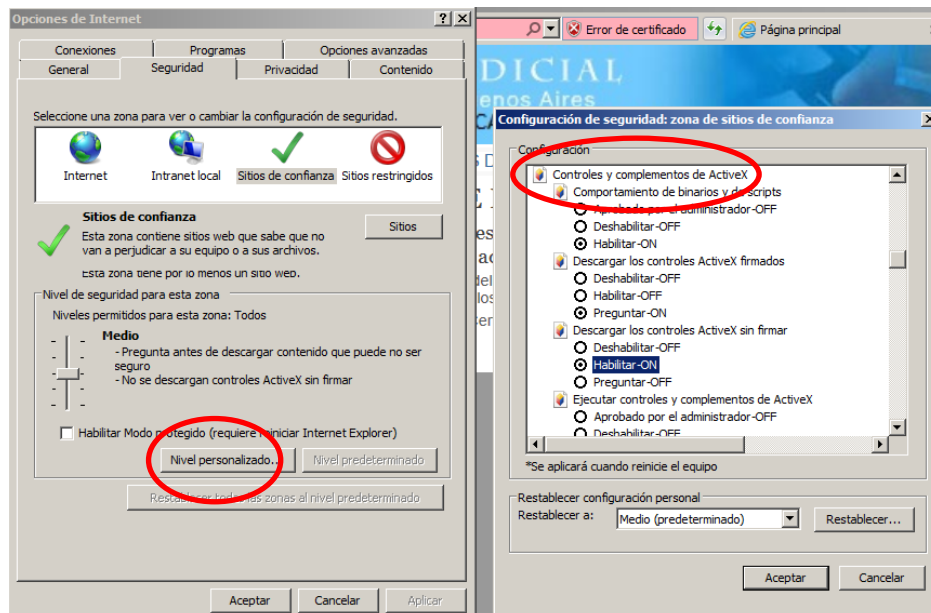 Opciones de Internet
Conexiones Programas Opciones avanzadas
General Seguridad Privacidad Contenido
Seleccione una zona para ver o cambiar la configuración de seguridad.
Internet Intranet local Sitios de confianza Sitios restringidos
Sitios de confianza
Sitios
Esta zona contiene sitios web que sabe que no
van a perjudicar a su equipo o a sus archivos.
Esta zona tiene por lo menos un sitio web.
Nivel de seguridad para esta zona
Niveles permitidos para esta zona: Todos
Medio
- Pregunta antes de descargar contenido que puede no ser
seguro
- No se descargan controles ActiveX sin firmar
Habilitar Modo protegido (requiere reiniciar Internet Explorer)
Nivel personalizado... Nivel predeterminado
Restablecer todas las zonas al nivel predeterminado
Aceptar Cancelar Aplicar
Error de certificado Página principal
DICIAL
enos Aires
Configuración de seguridad: zona de sitios de confianza
Configuración
Controles y complementos de ActiveX
Comportamiento de binarios y de scripts
Aprobado por el administrador-OFF
Deshabilitar-OFF
Habilitar-ON
Descargar los controles ActiveX firmados
Deshabilitar-OFF
Habilitar-OFF
Preguntar-ON
Descargar los controles ActiveX sin firmar
Deshabilitar-OFF
Habilitar-ON
Preguntar-OFF
Ejecutar controles y complementos de ActiveX
Aprobado por el administrador-OFF
Deshabilitar-OFF
*Se aplicará cuando reinicie el equipo
Restablecer configuración personal
Restablecer a: Medio (predeterminado) Restablecer...
Aceptar Cancelar